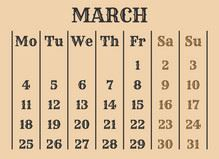 MARCH
Mo Tu We Th Fr Sa Su
1 2 3
4 5 6 7 8 9 10
11 12 13 14 15 16 17
18 19 20 21 22 23 24
25 26 27 28 29 30 31